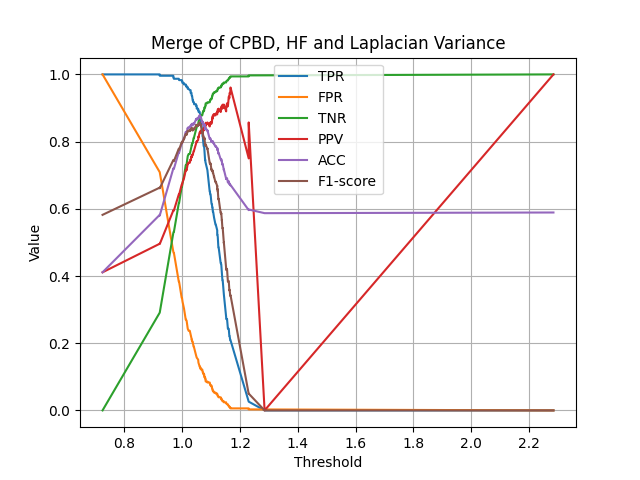 Merge of CPBD, HF and Laplacian Variance
1.0
0.8
0.6
0.4
0.2
0.0
Value
TPR
FPR
TNR
PPV
ACC
F1-score
0.8 1.0 1.2 1.4 1.6 1.8 2.0 2.2
Threshold